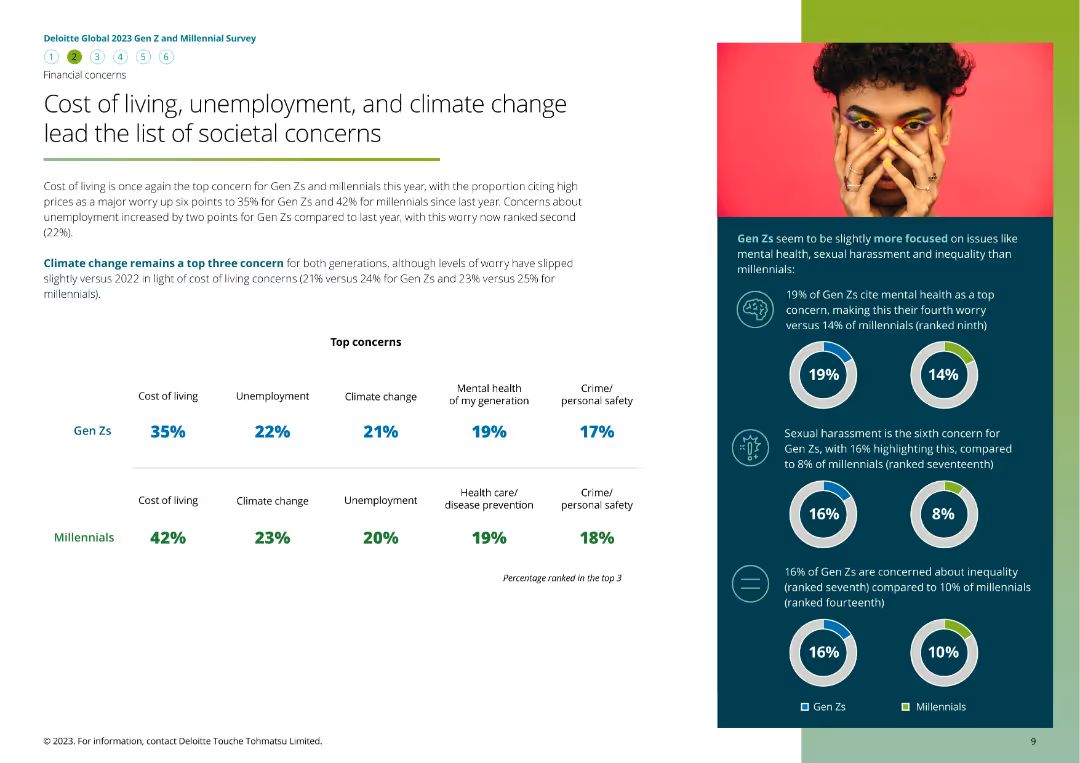 Deloitte Global 2023 Gen Z and Millennial Survey
1 2 3 4 5 6
Financial concerns
Cost of living, unemployment, and climate change
lead the list of societal concerns
Cost of living is once again the top concern for Gen Zs and millennials this year, with the proportion citing high
prices as a major worry up six points to 35% for Gen Zs and 42% for millennials since last year. Concerns about
unemployment increased by two points for Gen Zs compared to last year, with this worry now ranked second
(22%).
Climate change remains a top three concern for both generations, although levels of worry have slipped
slightly versus 2022 in light of cost of living concerns (21% versus 24% for Gen Zs and 23% versus 25% for
millennials).
Top concerns
Cost of living Unemployment Climate change Mental health of my generation Crime/ personal safety
Gen Zs 35% 22% 21% 19% 17%
Cost of living Climate change Unemployment Health care/ disease prevention Crime/ personal safety
Millennials 42% 23% 20% 19% 18%
Percentage ranked in the top 3
Gen Zs seem to be slightly more focused on issues like
mental health, sexual harassment and inequality than
millennials:
19% of Gen Zs cite mental health as a top
concern, making this their fourth worry
versus 14% of millennials (ranked ninth)
19% 14%
Sexual harassment is the sixth concern for
Gen Zs, with 16% highlighting this, compared
to 8% of millennials (ranked seventeenth)
16% 8%
16% of Gen Zs are concerned about inequality
(ranked seventh) compared to 10% of millennials
(ranked fourteenth)
16% 10%
Gen Zs Millennials
© 2023. For information, contact Deloitte Touche Tohmatsu Limited.
9